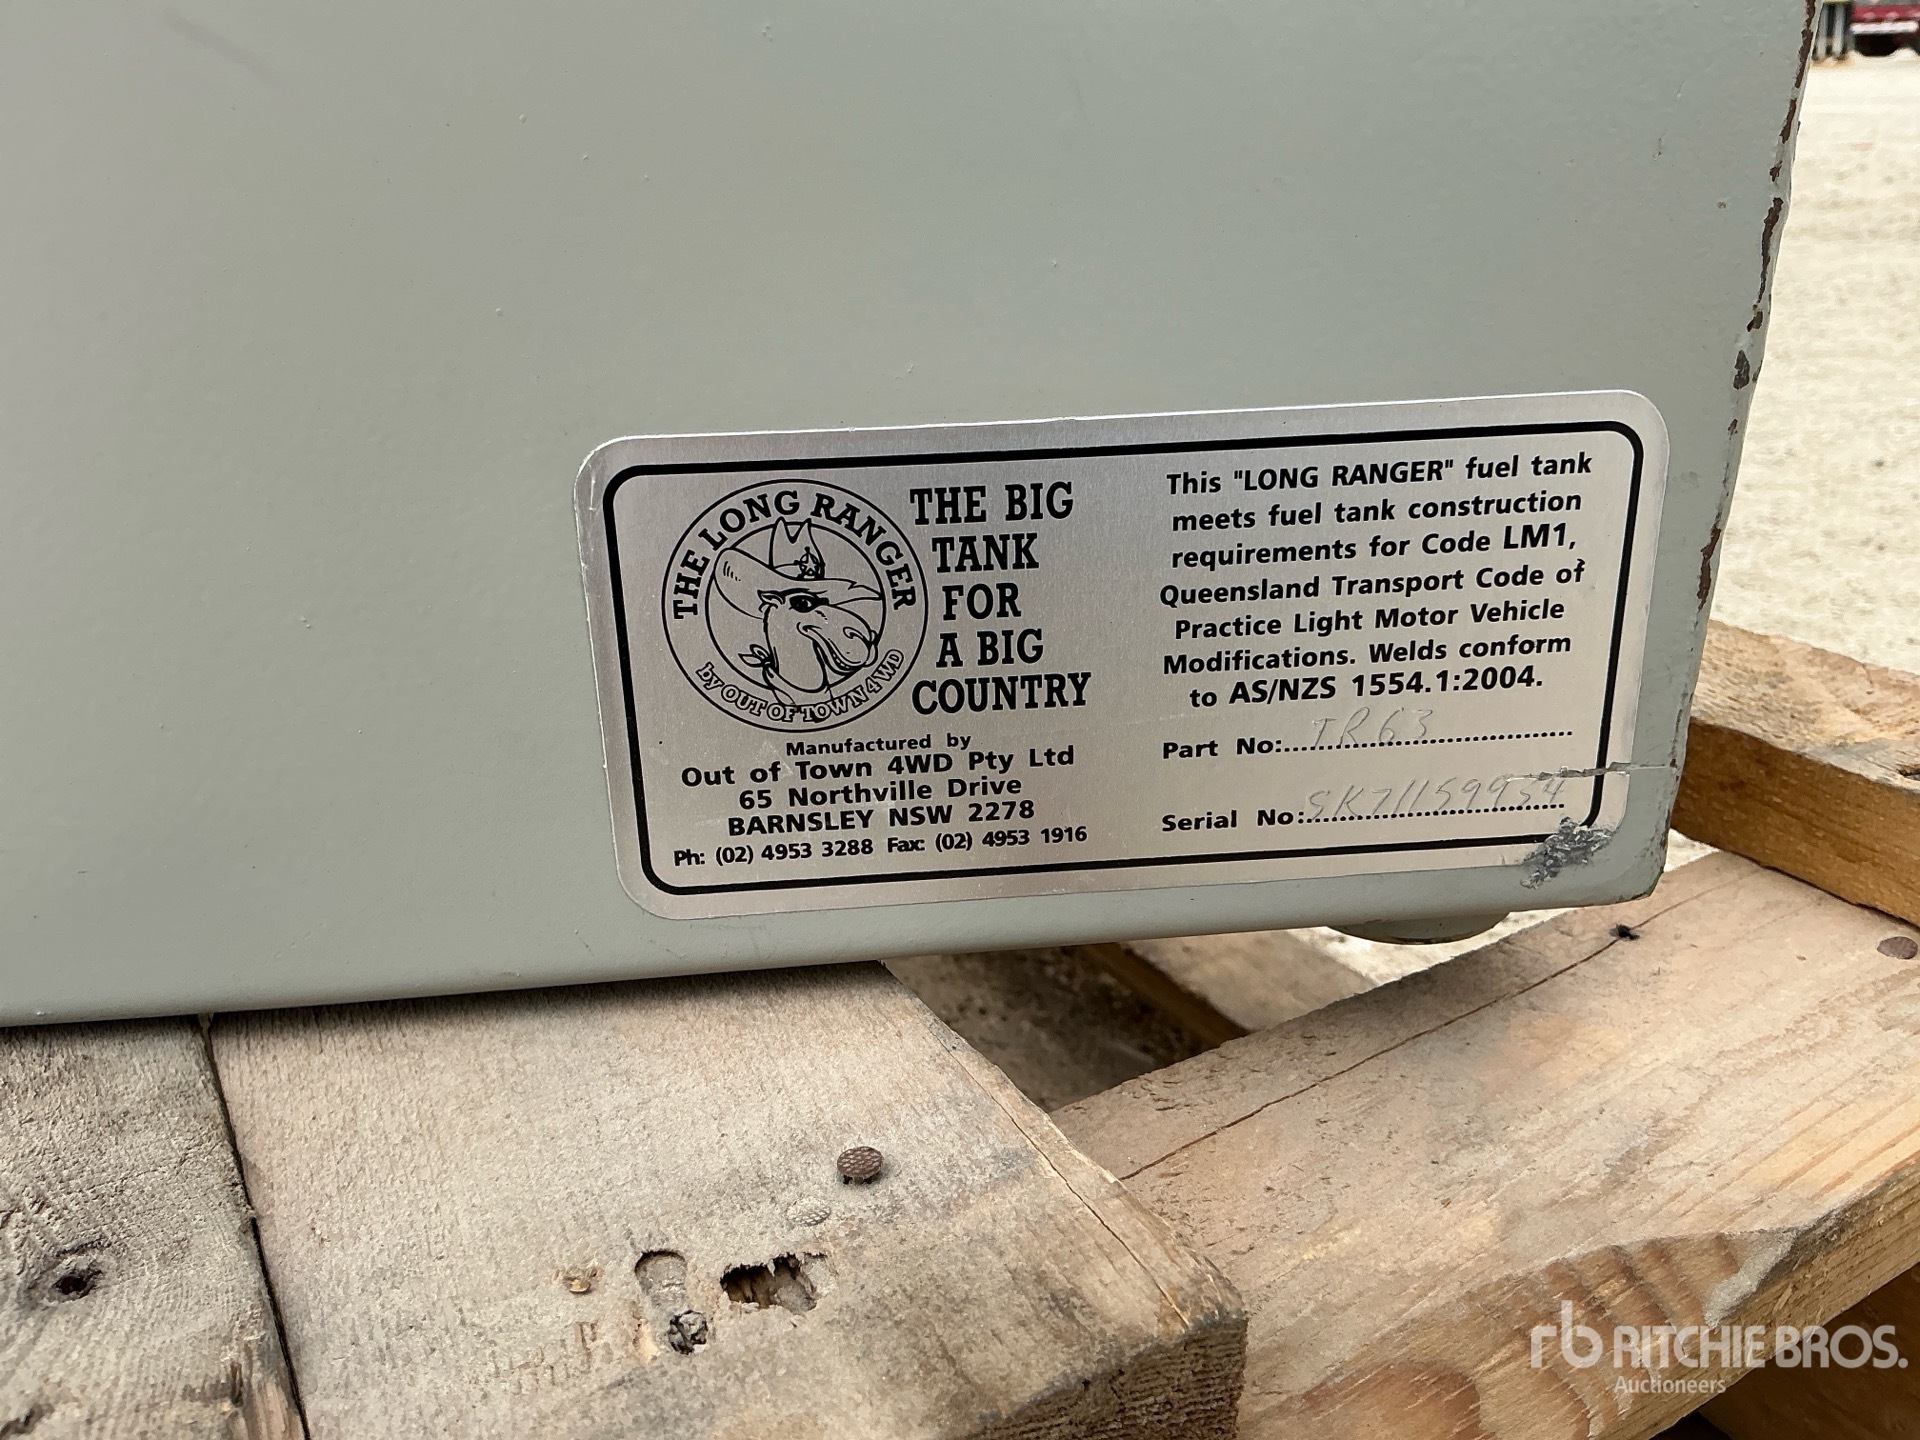 THE LONG RANGER
by OUT OF TOWN 4WD
THE BIG
TANK
FOR
A BIG
COUNTRY
Manufactured by
Out of Town 4WD Pty Ltd
65 Northville Drive
BARNSLEY NSW 2278
Ph: (02) 4953 3288 Fax: (02) 4953 1916
This "LONG RANGER" fuel tank
meets fuel tank construction
requirements for Code LM1,
Queensland Transport Code of
Practice Light Motor Vehicle
Modifications. Welds conform
to AS/NZS 1554.1:2004.
Part No:....TR63....
Serial No:
rb RITCHIE BROS.
Auctioneers